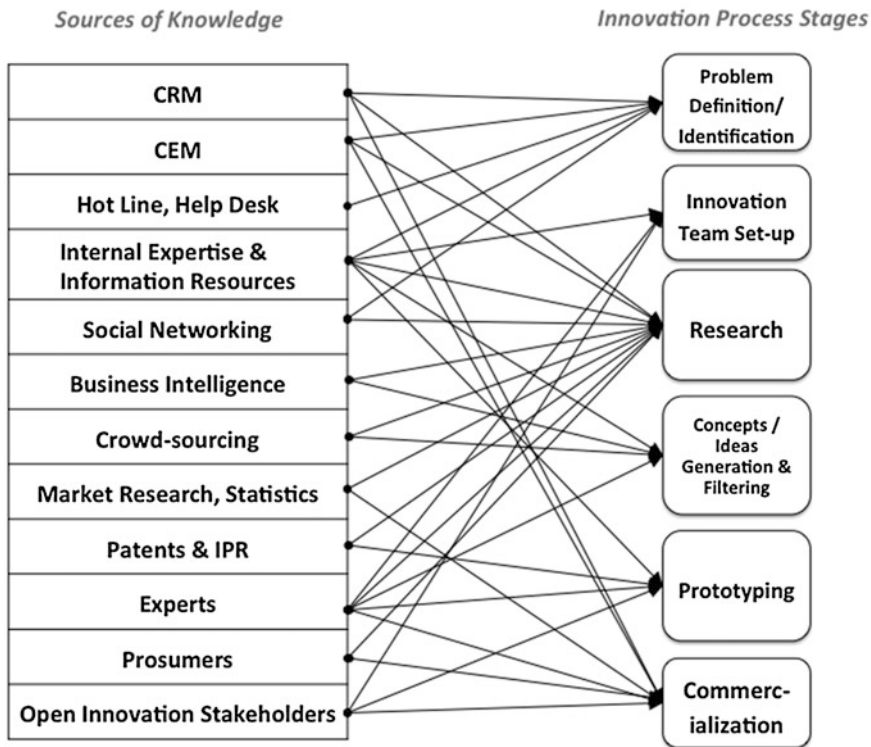 Sources of Knowledge
Innovation Process Stages
CRM
CEM
Hot Line, Help Desk
Internal Expertise &
Information Resources
Social Networking
Business Intelligence
Crowd-sourcing
Market Research, Statistics
Patents & IPR
Experts
Prosumers
Open Innovation Stakeholders
Problem
Definition/
Identification
Innovation
Team Set-up
Research
Concepts /
Ideas
Generation &
Filtering
Prototyping
Commerc-
ialization